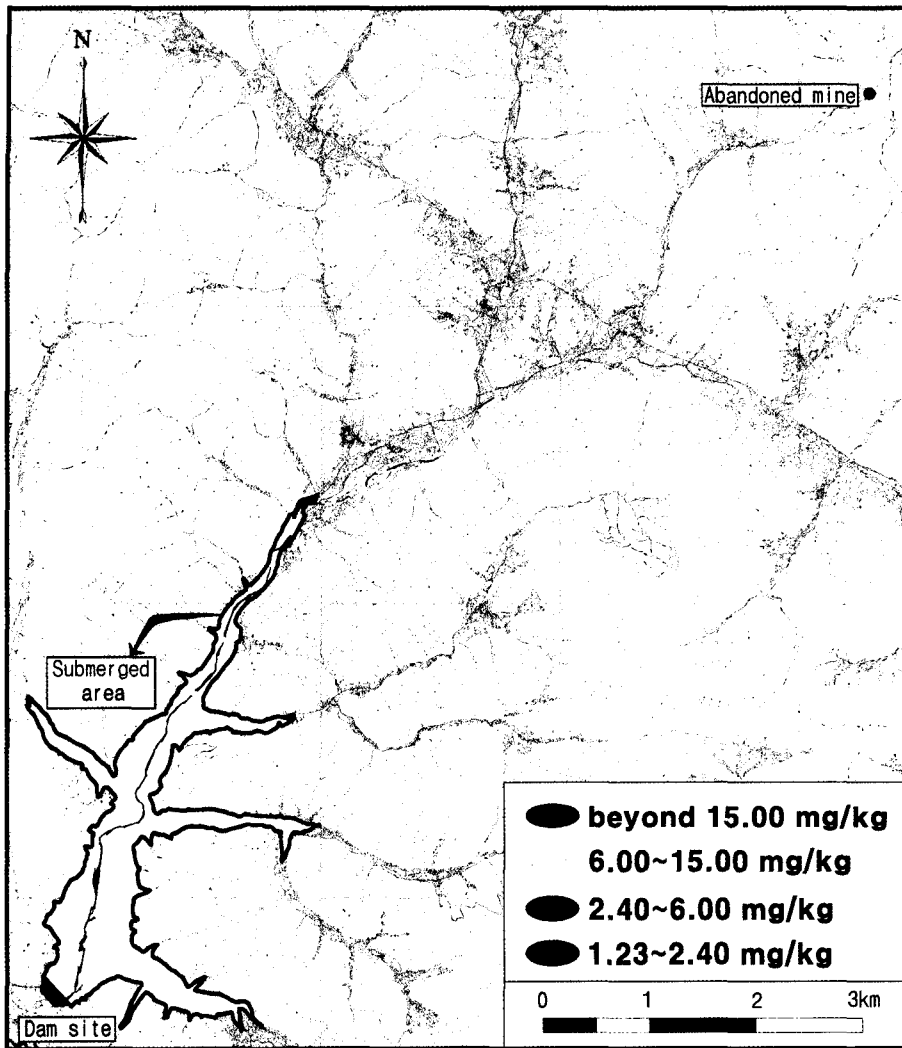 N
Abandoned mine
Submerged
area
Dam site
beyond 15.00 mg/kg
6.00~15.00 mg/kg
2.40~6.00 mg/kg
1.23~2.40 mg/kg
0 1 2 3km